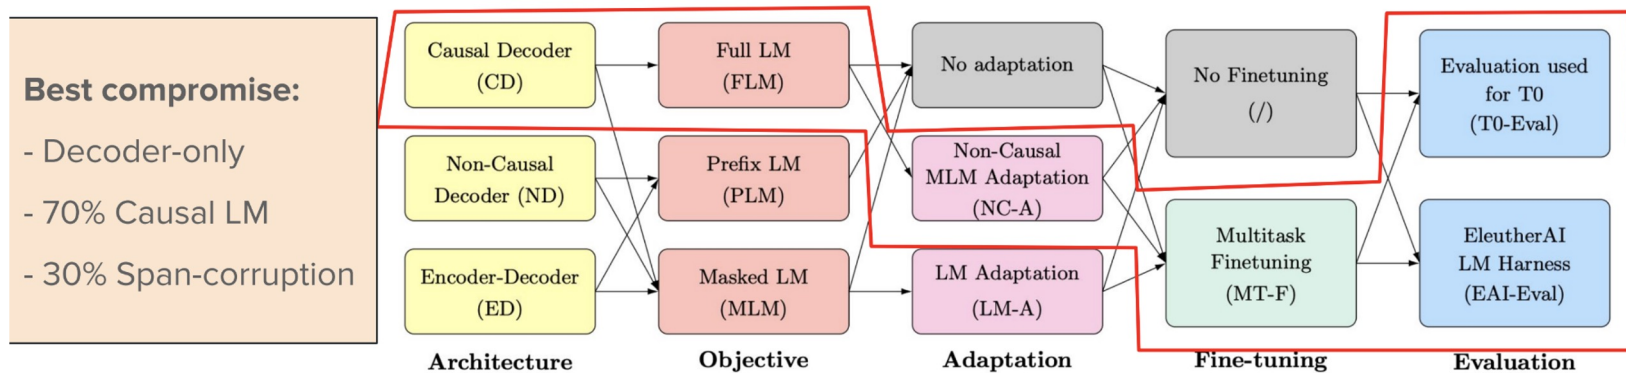 Best compromise:
- Decoder-only
- 70% Causal LM
- 30% Span-corruption
Causal Decoder
(CD)
Non-Causal
Decoder (ND)
Encoder-Decoder
(ED)
Architecture
Full LM
(FLM)
Prefix LM
(PLM)
Masked LM
(MLM)
Objective
No adaptation
Non-Causal
MLM Adaptation
(NC-A)
LM Adaptation
(LM-A)
Adaptation
No Finetuning
(/)
Multitask
Finetuning
(MT-F)
Fine-tuning
Evaluation used
for T0
(T0-Eval)
EleutherAI
LM Harness
(EAI-Eval)
Evaluation